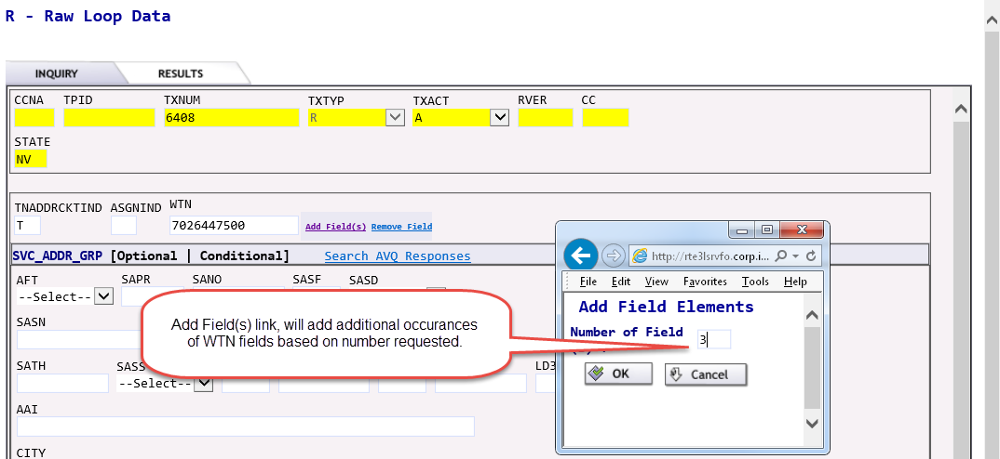 R - Raw Loop Data
INQUIRY RESULTS
CCNA TPID TXNUM TXTYP TXACT RVER CC
6408 R A
STATE
NV
TNADDRCKTIND ASGNIND WTN
T 7026447500 Add Field(s) Remove Field
SVC_ADDR_GRP [Optional | Conditional] Search AVQ Responses
AFT SAPR SANO SASF SASD
--Select--
SASN
SATH SASS LD3
--Select--
AAI
CITY
Add Field(s) link, will add additional occurances
of WTN fields based on number requested.
http://rte3lsrvfo.corp.i...
File Edit View Favorites Tools Help
Add Field Elements
Number of Field
3
OK Cancel